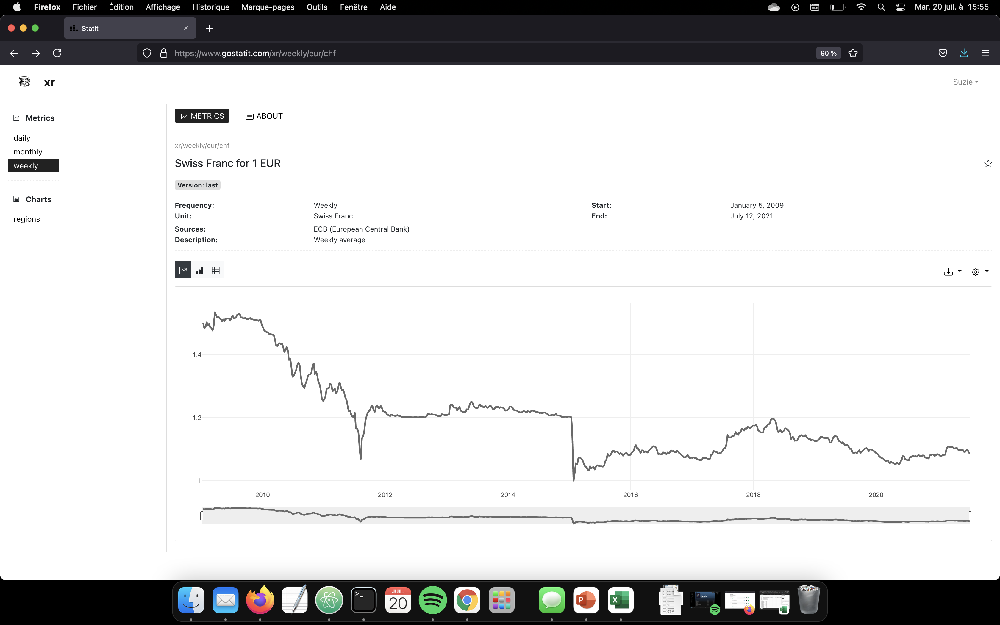 Firefox Fichier Édition Affichage Historique Marque-pages Outils Fenêtre Aide Mar. 20 juil. à 15:55
Statit
https://www.gostatit.com/xr/weekly/eur/chf 90 %
xr Suzie
Metrics
daily
monthly
weekly
Charts
regions
METRICS ABOUT
xr/weekly/eur/chf
Swiss Franc for 1 EUR
Version: last
Frequency: Weekly Start: January 5, 2009
Unit: Swiss Franc End: July 12, 2021
Sources: ECB (European Central Bank)
Description: Weekly average
1.4
1.2
1
2010 2012 2014 2016 2018 2020
JUIL.
20
>_
P
X
CSV
Olympic